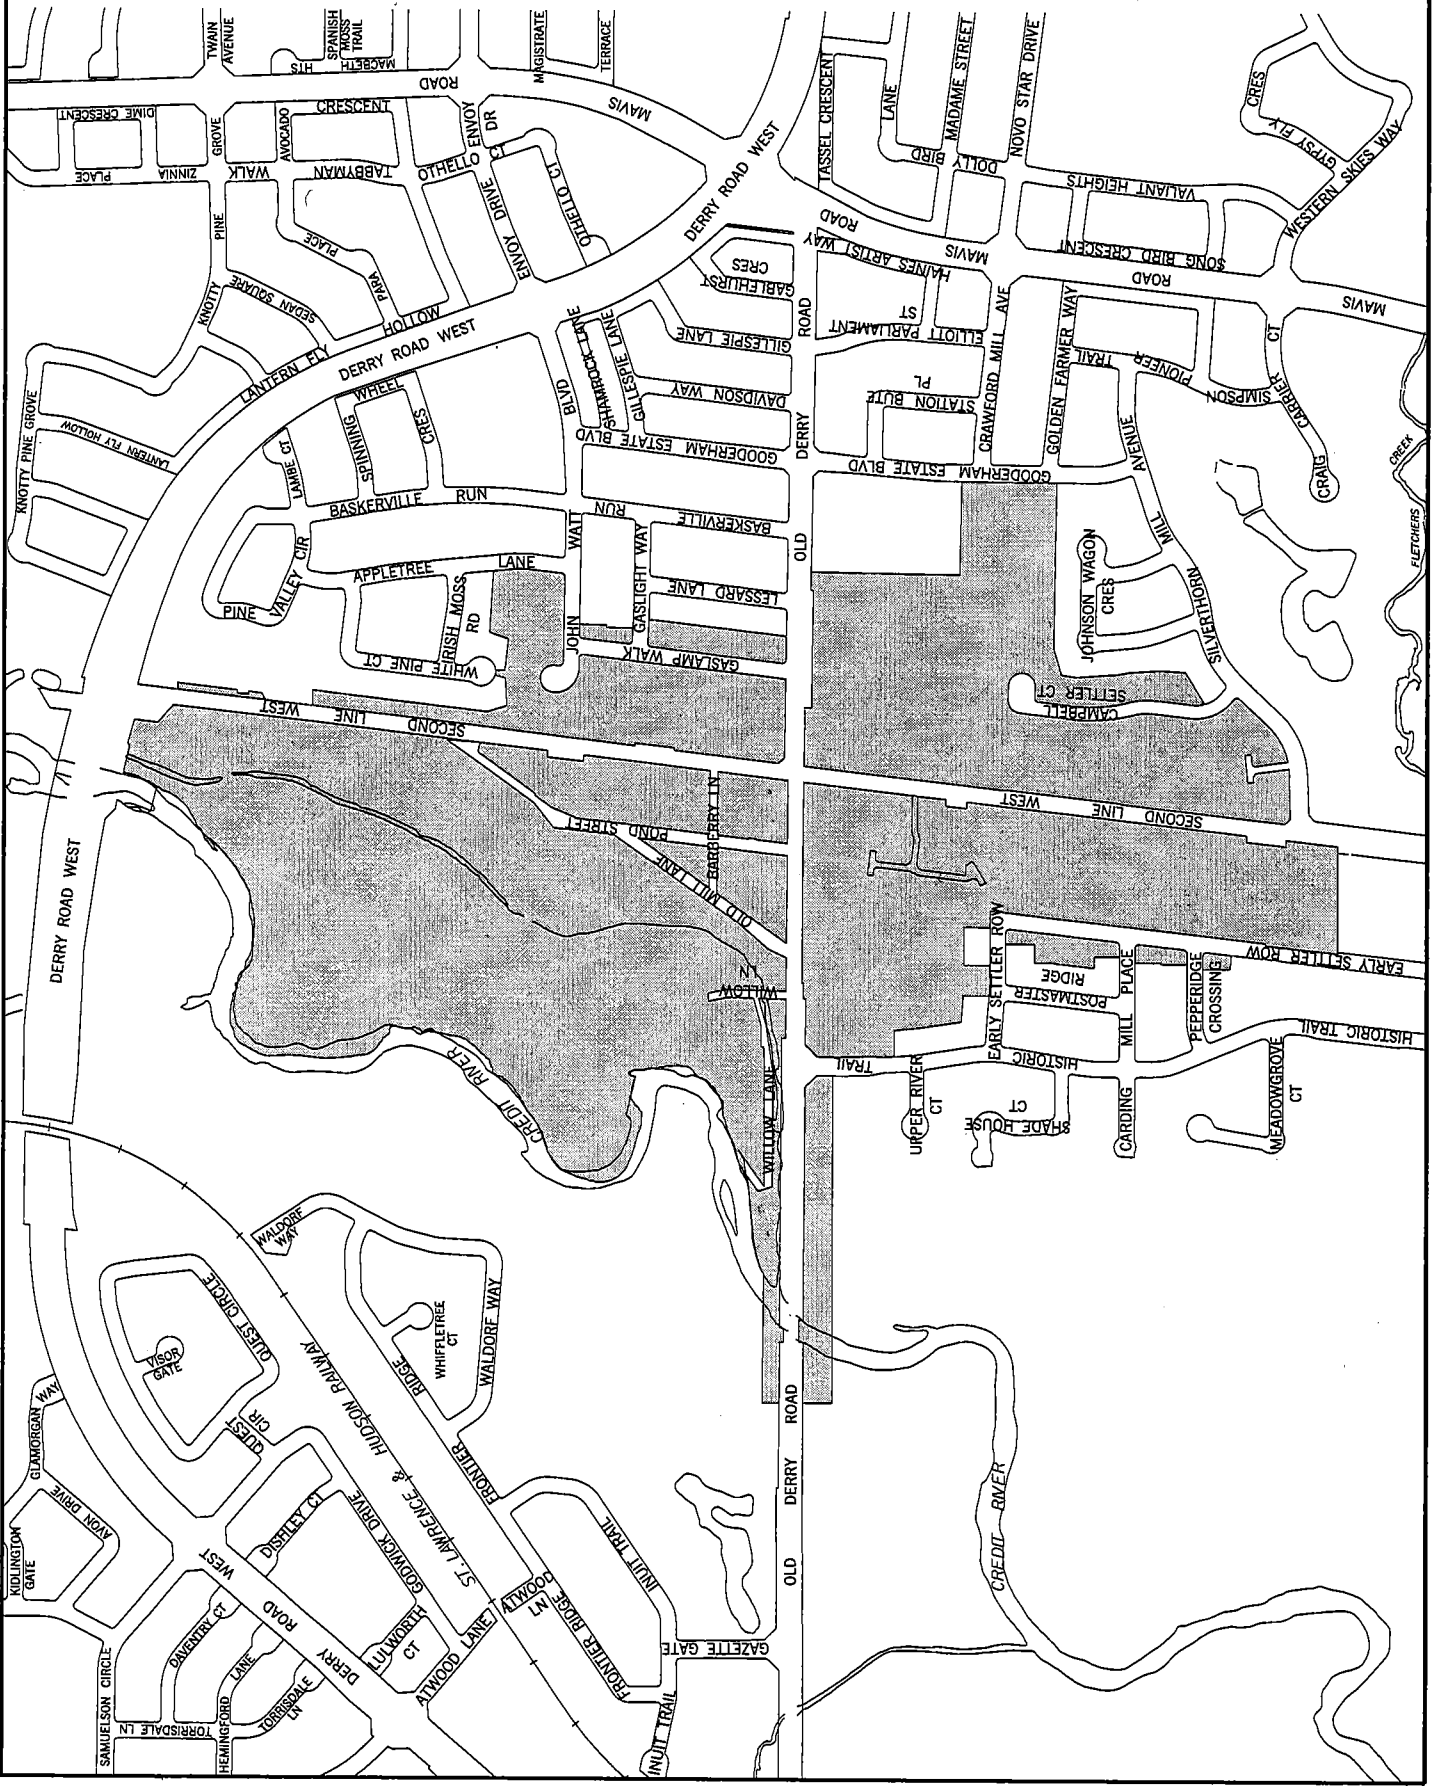 TWAIN
AVENUE
SPANISH
MOSS
TRAIL
MACBETH
HTS
MAGISTRATE
TERRACE
ROAD
MAVIS
DIME CRESCENT
GROVE
AVOCADO
CRESCENT
ENVOY
DR
PLACE
ZINNIA
WALK
TABBYMAN
OTHELLO CT
ENVOY DRIVE
OTHELLO CT
PINE
KNOTTY
PLACE
PARA
SEDAN SQUARE
LANTERN FLY
HOLLOW
DERRY ROAD WEST
DERRY ROAD WEST
TASSEL CRESCENT
LANE
DOLLY BIRD
MADAME STREET
NOVO STAR DRIVE
CRES
GYPSY FLY
WESTERN SKIES WAY
VALIANT HEIGHTS
SONG BIRD CRESCENT
ROAD
MAVIS
ROAD
MAVIS
HAINES ARTIST WAY
GABLEHURST
CRES
GILLESPIE LANE
ROAD
ELLIOTT PARLIAMENT
ST
CRAWFORD MILL AVE
GOLDEN FARMER WAY
PIONEER
TRAIL
SIMPSON
CARRIER
CT
CRAIG
FLETCHERS
CREEK
KNOTTY PINE GROVE
LANTERN FLY HOLLOW
WHEEL
SPINNING
CRES
LAMBE CT
BLVD
SHAMROCK LANE
GILLESPIE LANE
DAVIDSON WAY
GOODERHAM ESTATE BLVD
DERRY
STATION BUTE
PL
GOODERHAM ESTATE BLVD
AVENUE
MILL
SILVERTHORN
BASKERVILLE RUN
WATT
RUN
BASKERVILLE
OLD
PINE
VALLEY
CIR
APPLETREE
LANE
IRISH MOSS
RD
WHITE PINE CT
JOHN
GASLIGHT WAY
LESSARD LANE
GASLAMP WALK
JOHNSON WAGON
CRES
CAMPBELL
SETTLER CT
SECOND LINE WEST
SECOND LINE WEST
POND STREET
BARBERRY LN
OLD MILL LANE
WILLOW
LN
WILLOW LANE
DERRY ROAD WEST
CREDIT RIVER
EARLY SETTLER ROW
POSTMASTER
RIDGE
MILL PLACE
PEPPERIDGE
CROSSING
EARLY SETTLER ROW
HISTORIC TRAIL
HISTORIC
TRAIL
UPPER RIVER
CT
SHADE HOUSE
CT
CARDING
MEADOWGROVE
CT
WALDORF
WAY
QUEST CIRCLE
VISOR
GATE
QUEST
CIR
ST. LAWRENCE & HUDSON RAILWAY
WHIFFLETREE
CT
WALDORF WAY
RIDGE
FRONTIER
GLAMORGAN WAY
AVON DRIVE
KIDLINGTON
GATE
DISHLEY CT
GODWICK DRIVE
WEST
ROAD
DERRY
DAVENTRY CT
LULWORTH
CT
ATWOOD LANE
ATWOOD
LN
FRONTIER RIDGE
INUIT TRAIL
INUIT TRAIL
GAZETTE GATE
SAMUELSON CIRCLE
TORRISDALE LN
HEMINGFORD
LANE
TORRISDALE
LN
OLD DERRY ROAD
CREDIT RIVER